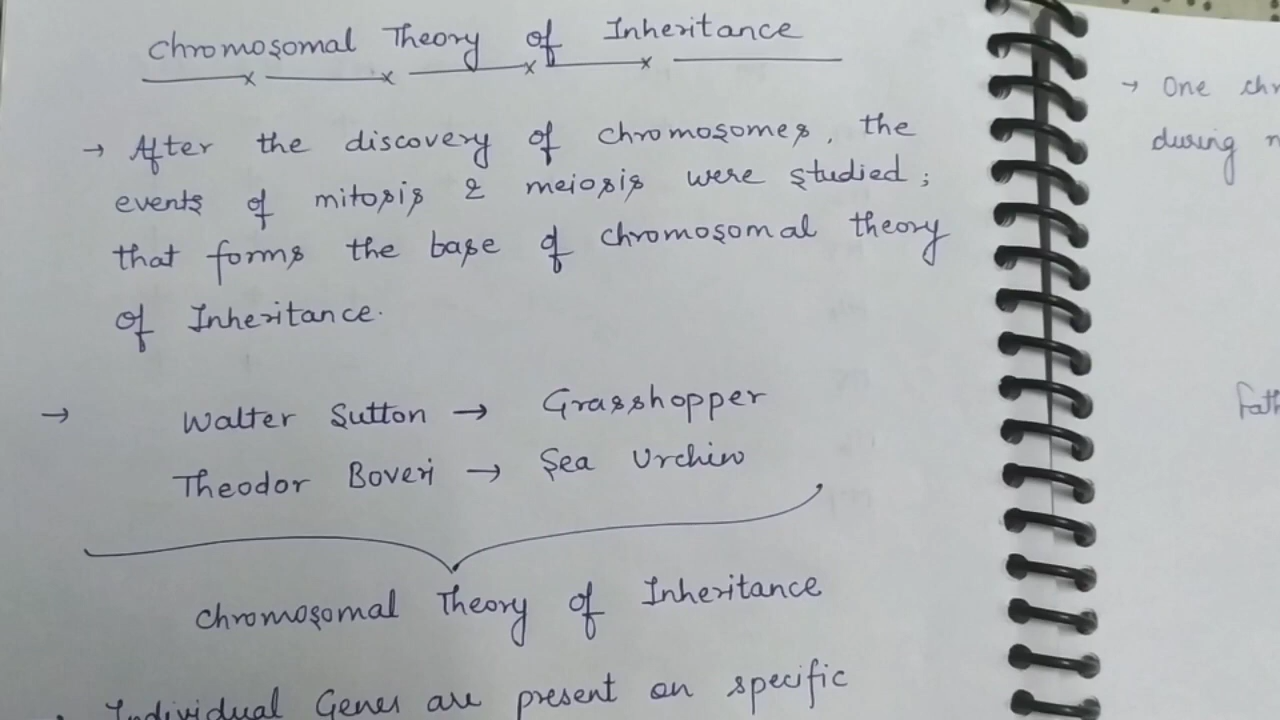 Chromosomal Theory of Inheritance
→ After the discovery of chromosomes, the
events of mitosis & meiosis were studied;
that forms the base of chromosomal theory
of Inheritance.
→ Walter Sutton → Grasshopper
Theodor Boveri → Sea Urchin
Chromosomal Theory of Inheritance
Individual Genes are present on specific
→ One
during